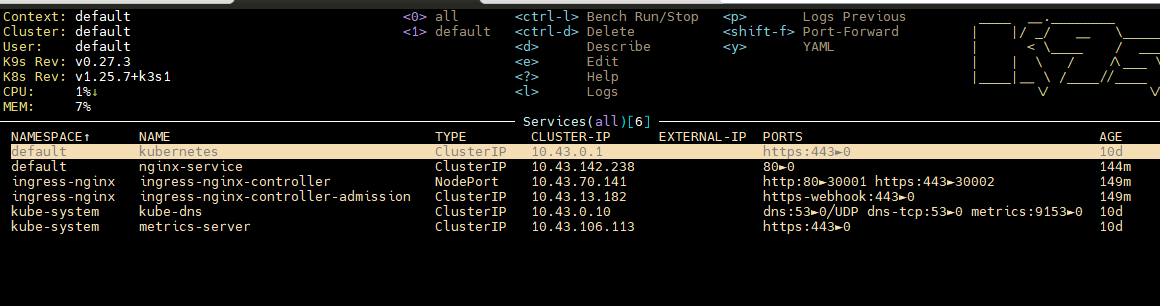 Context: default <0> all <ctrl-l> Bench Run/Stop <p> Logs Previous
Cluster: default <1> default <ctrl-d> Delete <shift-f> Port-Forward
User: default <d> Describe <y> YAML
K9s Rev: v0.27.3 <e> Edit
K8s Rev: v1.25.7+k3s1 <?> Help
CPU: 1%↓ <l> Logs
MEM: 7%
Services(all)[6]
NAMESPACE↑ NAME TYPE CLUSTER-IP EXTERNAL-IP PORTS AGE
default kubernetes ClusterIP 10.43.0.1 https:443►0 10d
default nginx-service ClusterIP 10.43.142.238 80►0 144m
ingress-nginx ingress-nginx-controller NodePort 10.43.70.141 http:80►30001 https:443►30002 149m
ingress-nginx ingress-nginx-controller-admission ClusterIP 10.43.13.182 https-webhook:443►0 149m
kube-system kube-dns ClusterIP 10.43.0.10 dns:53►0/UDP dns-tcp:53►0 metrics:9153►0 10d
kube-system metrics-server ClusterIP 10.43.106.113 https:443►0 10d